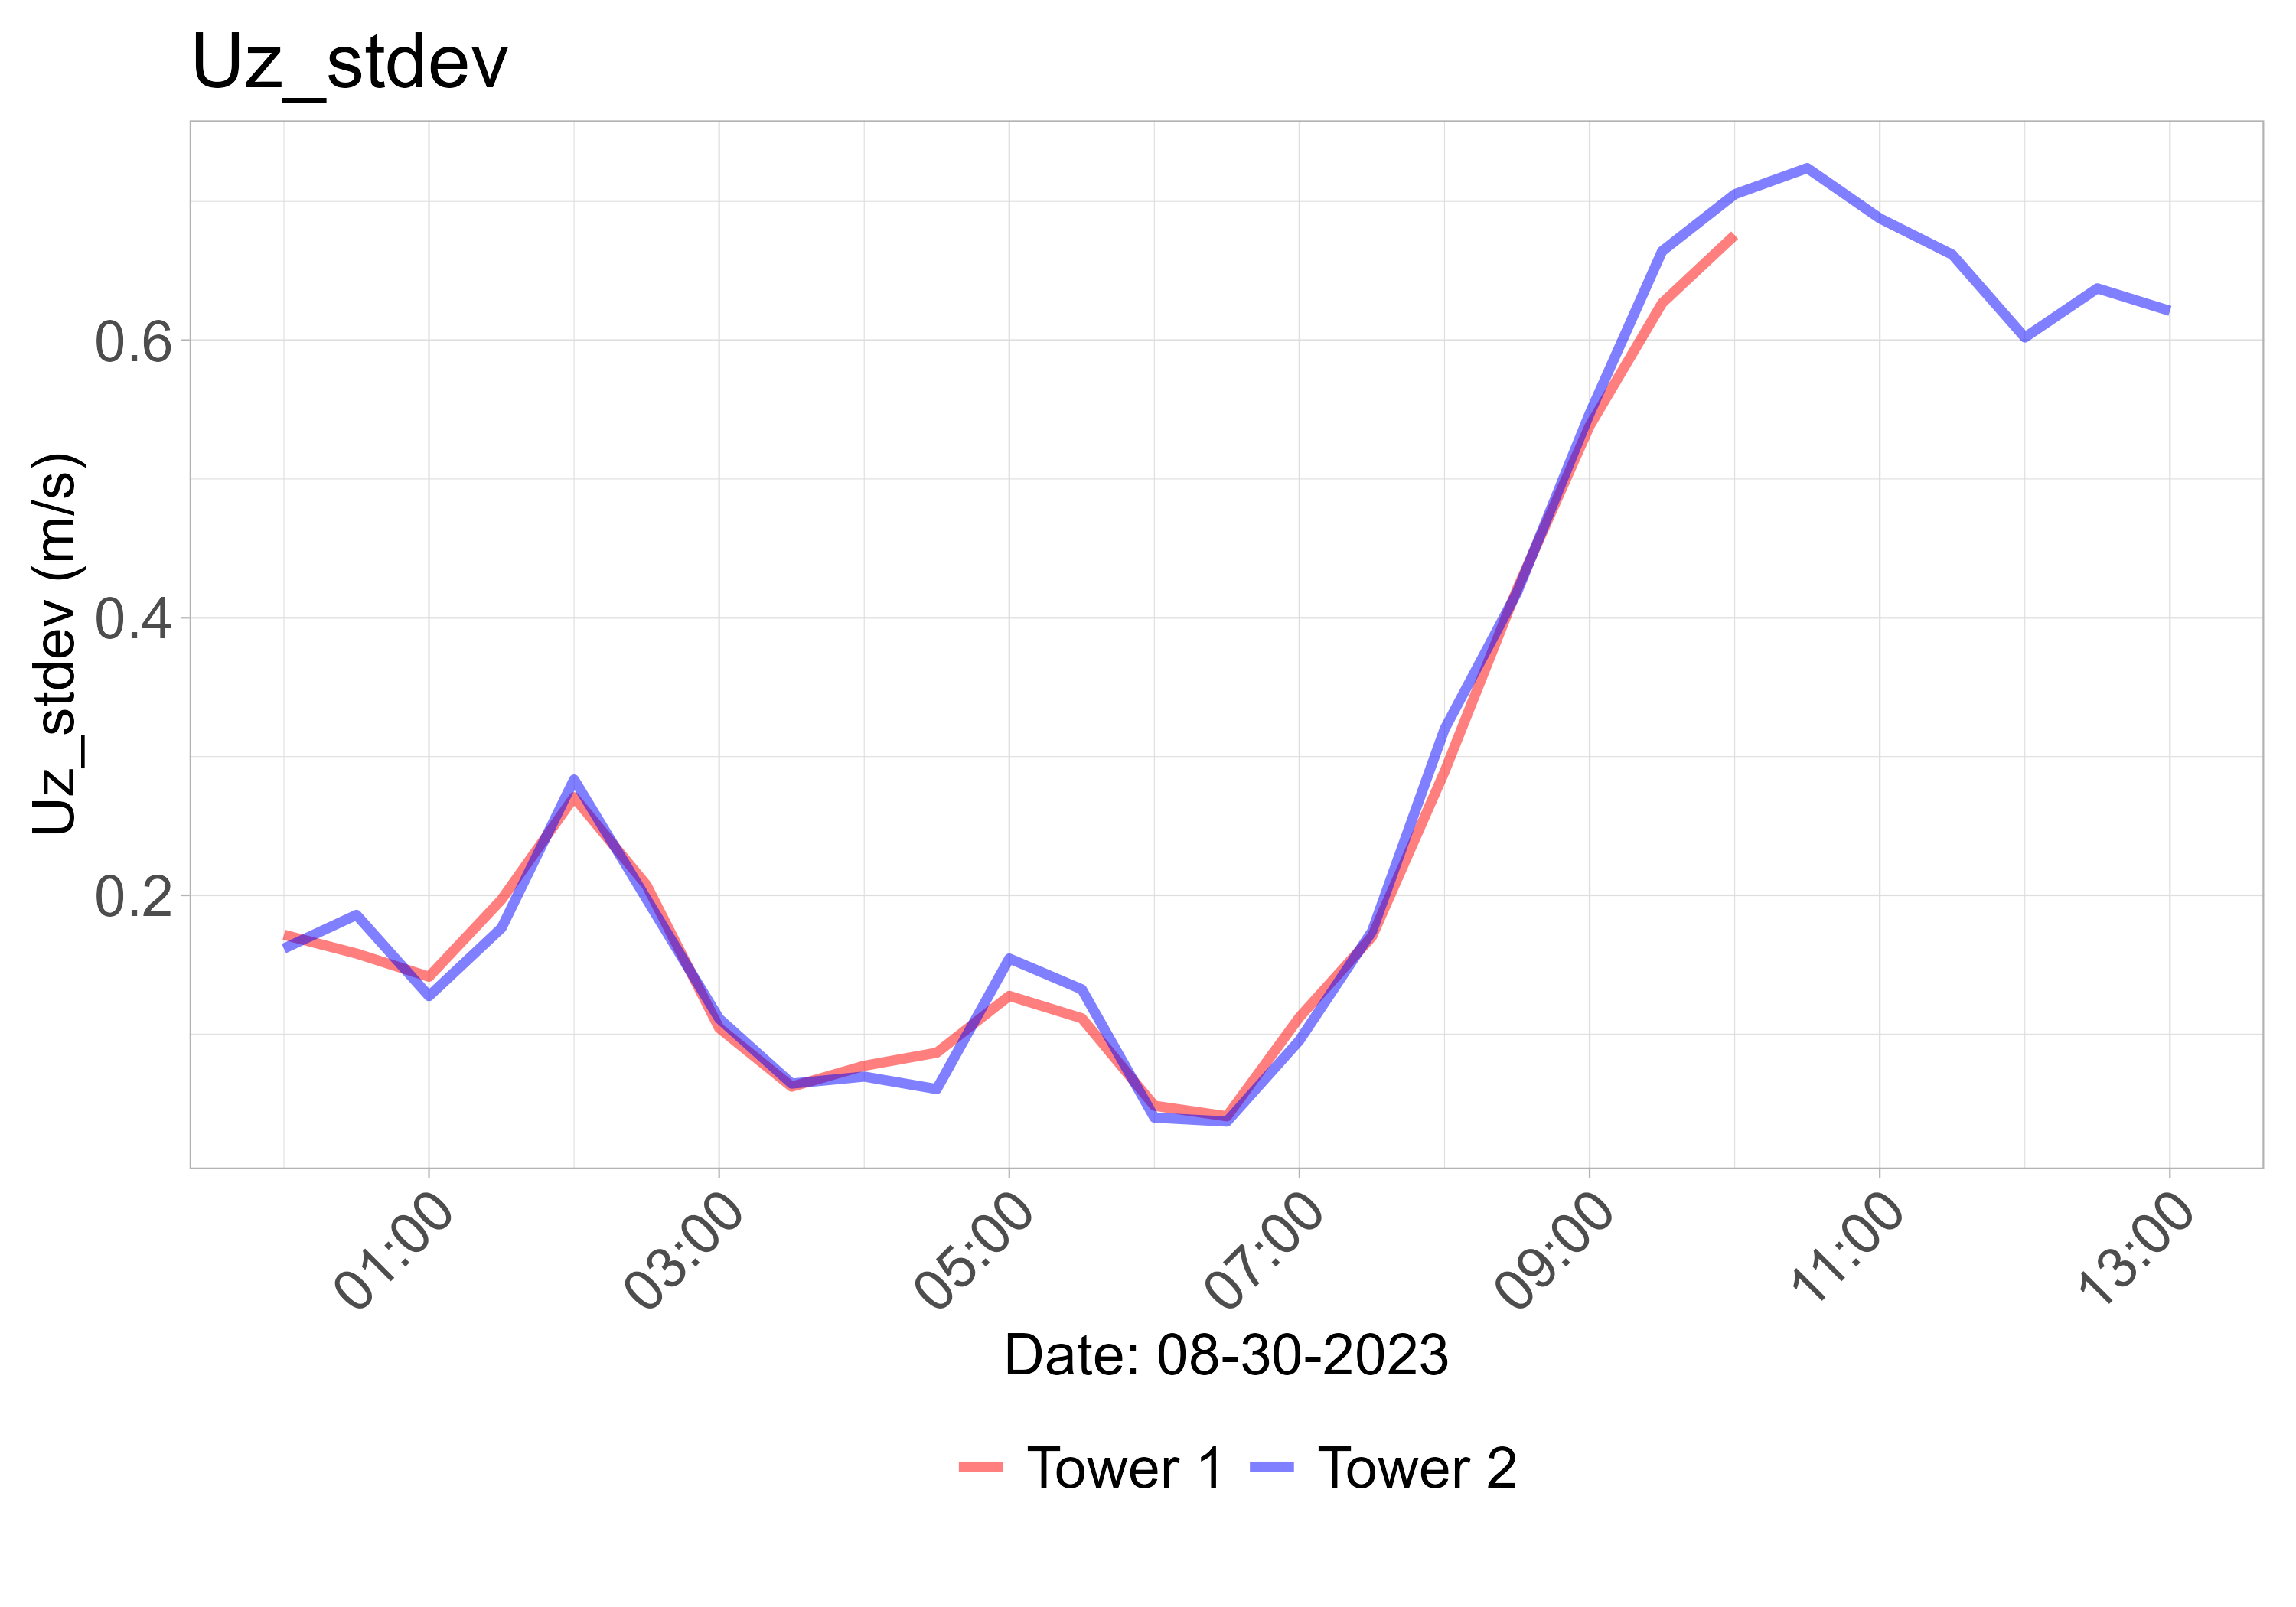 Uz_stdev
Uz_stdev (m/s)
0.6
0.4
0.2
01:00 03:00 05:00 07:00 09:00 11:00 13:00
Date: 08-30-2023
Tower 1 Tower 2